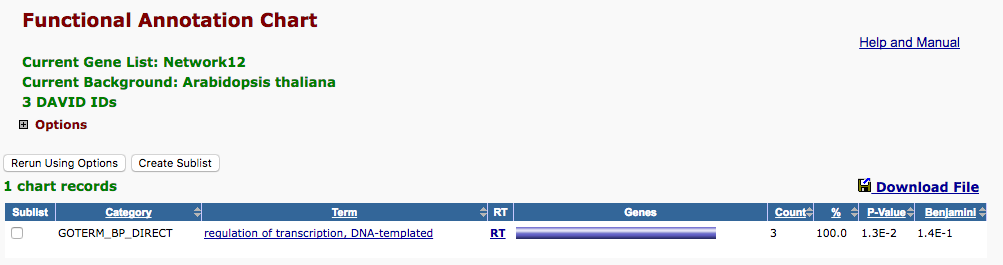 Functional Annotation Chart
Help and Manual
Current Gene List: Network12
Current Background: Arabidopsis thaliana
3 DAVID IDs
Options
Rerun Using Options Create Sublist
1 chart records Download File
Sublist Category Term RT Genes Count % P-Value Benjamini
GOTERM_BP_DIRECT regulation of transcription, DNA-templated RT 3 100.0 1.3E-2 1.4E-1